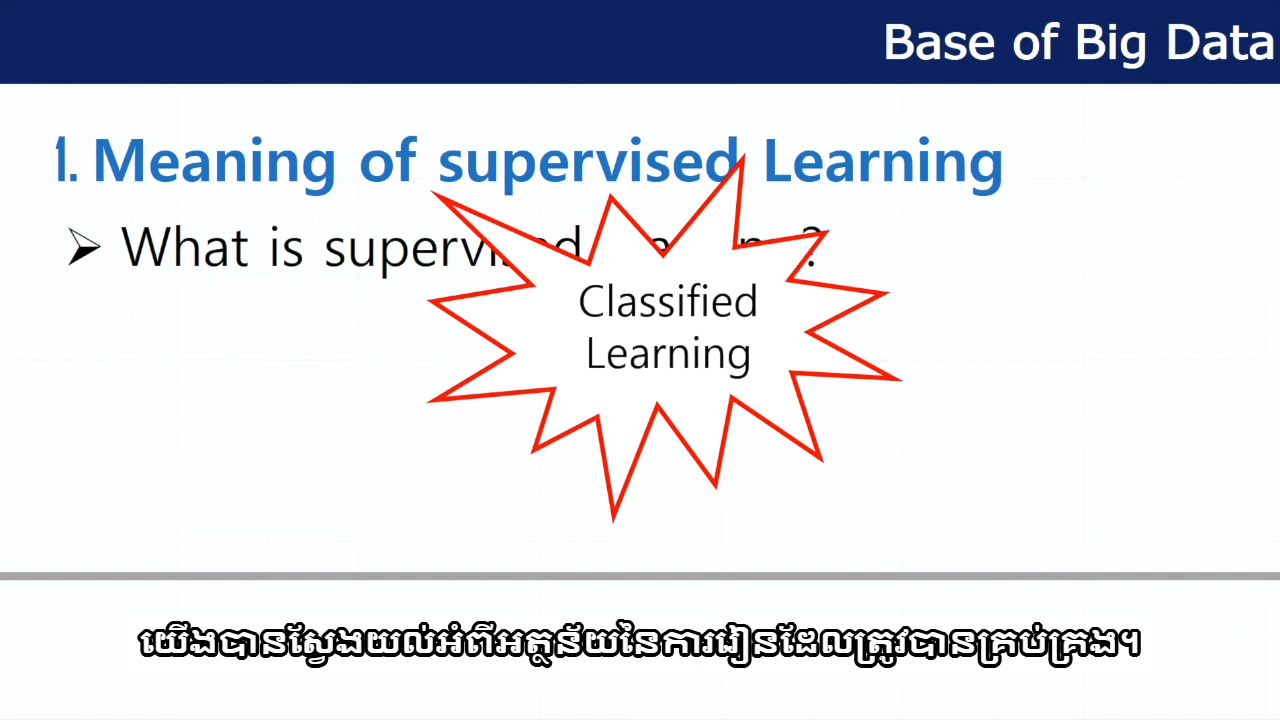 Base of Big Data
1. Meaning of supervised Learning
➢ What is supervised ?
Classified
Learning
យើងបានស្វែងយល់អំពីអត្ថន័យនៃការរៀនដែលត្រូវបានគ្រប់គ្រង។